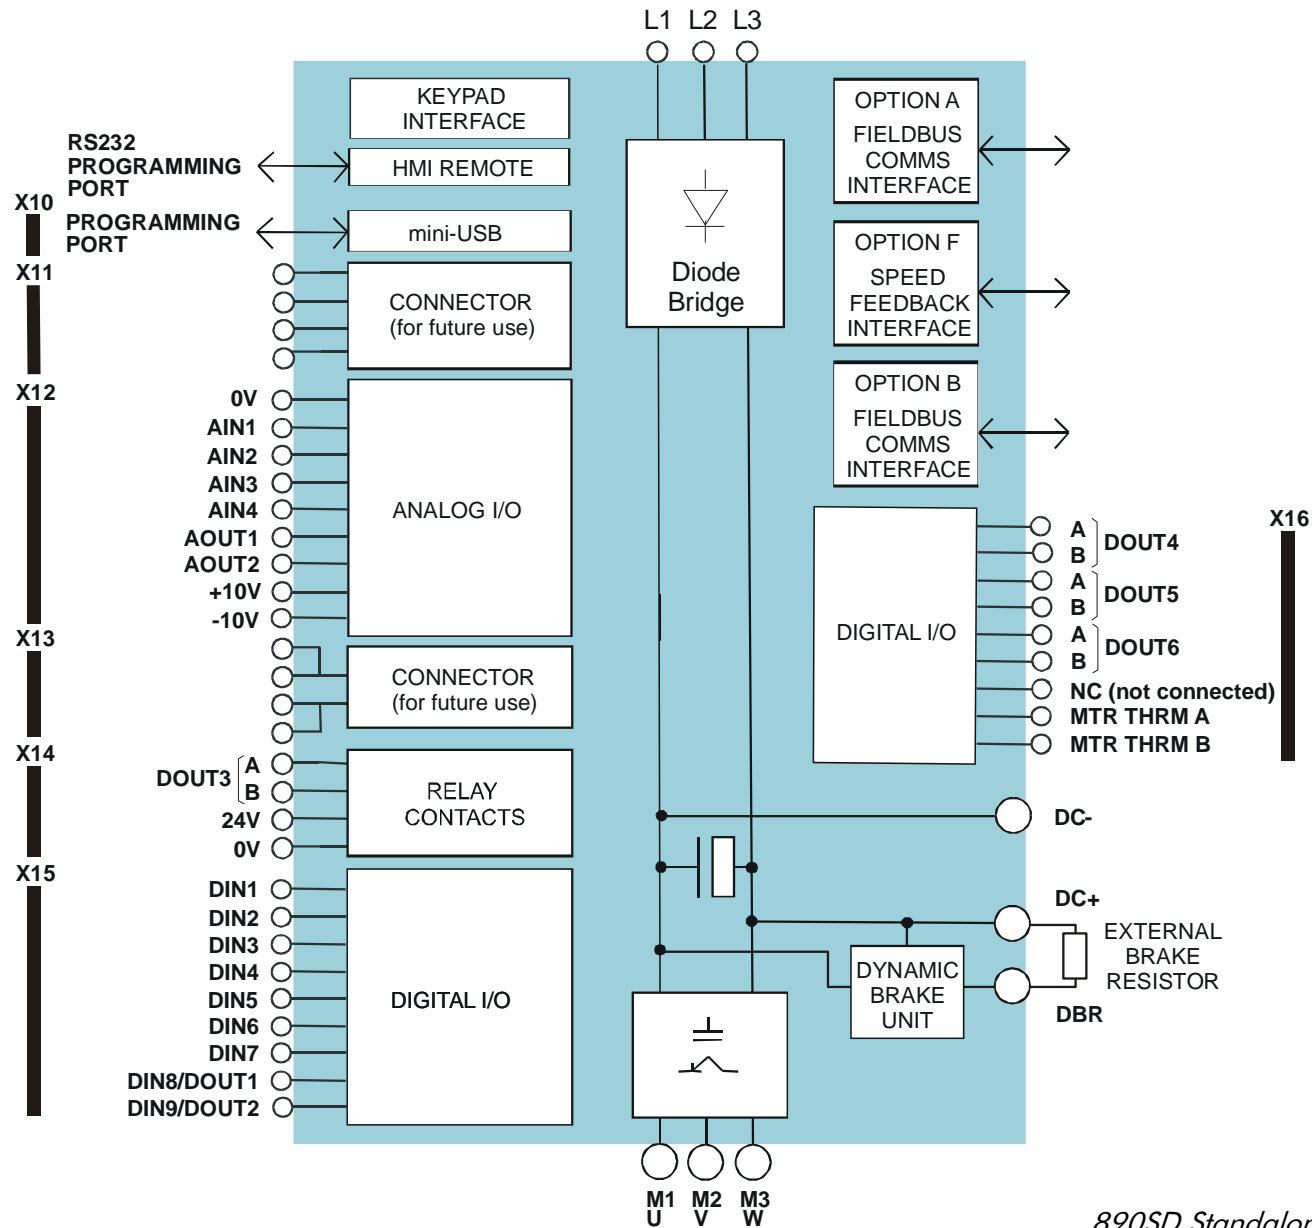 L1 L2 L3
KEYPAD
INTERFACE
RS232
PROGRAMMING
PORT
HMI REMOTE
X10
PROGRAMMING
PORT
mini-USB
X11
CONNECTOR
(for future use)
Diode
Bridge
OPTION A
FIELDBUS
COMMS
INTERFACE
OPTION F
SPEED
FEEDBACK
INTERFACE
OPTION B
FIELDBUS
COMMS
INTERFACE
X12
0V
AIN1
AIN2
AIN3
AIN4
AOUT1
AOUT2
+10V
-10V
ANALOG I/O
X13
CONNECTOR
(for future use)
X14
DOUT3
A
B
24V
0V
RELAY
CONTACTS
X15
DIN1
DIN2
DIN3
DIN4
DIN5
DIN6
DIN7
DIN8/DOUT1
DIN9/DOUT2
DIGITAL I/O
DIGITAL I/O
X16
A
B
DOUT4
A
B
DOUT5
A
B
DOUT6
NC (not connected)
MTR THRM A
MTR THRM B
DC-
DC+
EXTERNAL
BRAKE
RESISTOR
DYNAMIC
BRAKE
UNIT
DBR
M1 M2 M3
U V W
890SD